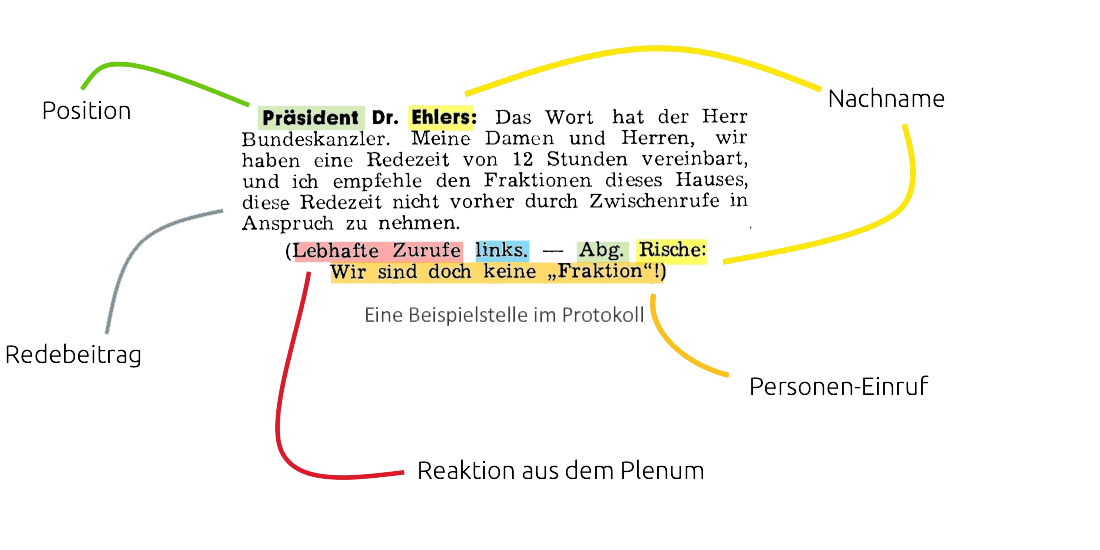 Position
Nachname
Präsident Dr. Ehlers: Das Wort hat der Herr
Bundeskanzler. Meine Damen und Herren, wir
haben eine Redezeit von 12 Stunden vereinbart,
und ich empfehle den Fraktionen dieses Hauses,
diese Redezeit nicht vorher durch Zwischenrufe in
Anspruch zu nehmen.
(Lebhafte Zurufe links. — Abg. Rische:
Wir sind doch keine „Fraktion“!)
Eine Beispielstelle im Protokoll
Redebeitrag
Personen-Einruf
Reaktion aus dem Plenum